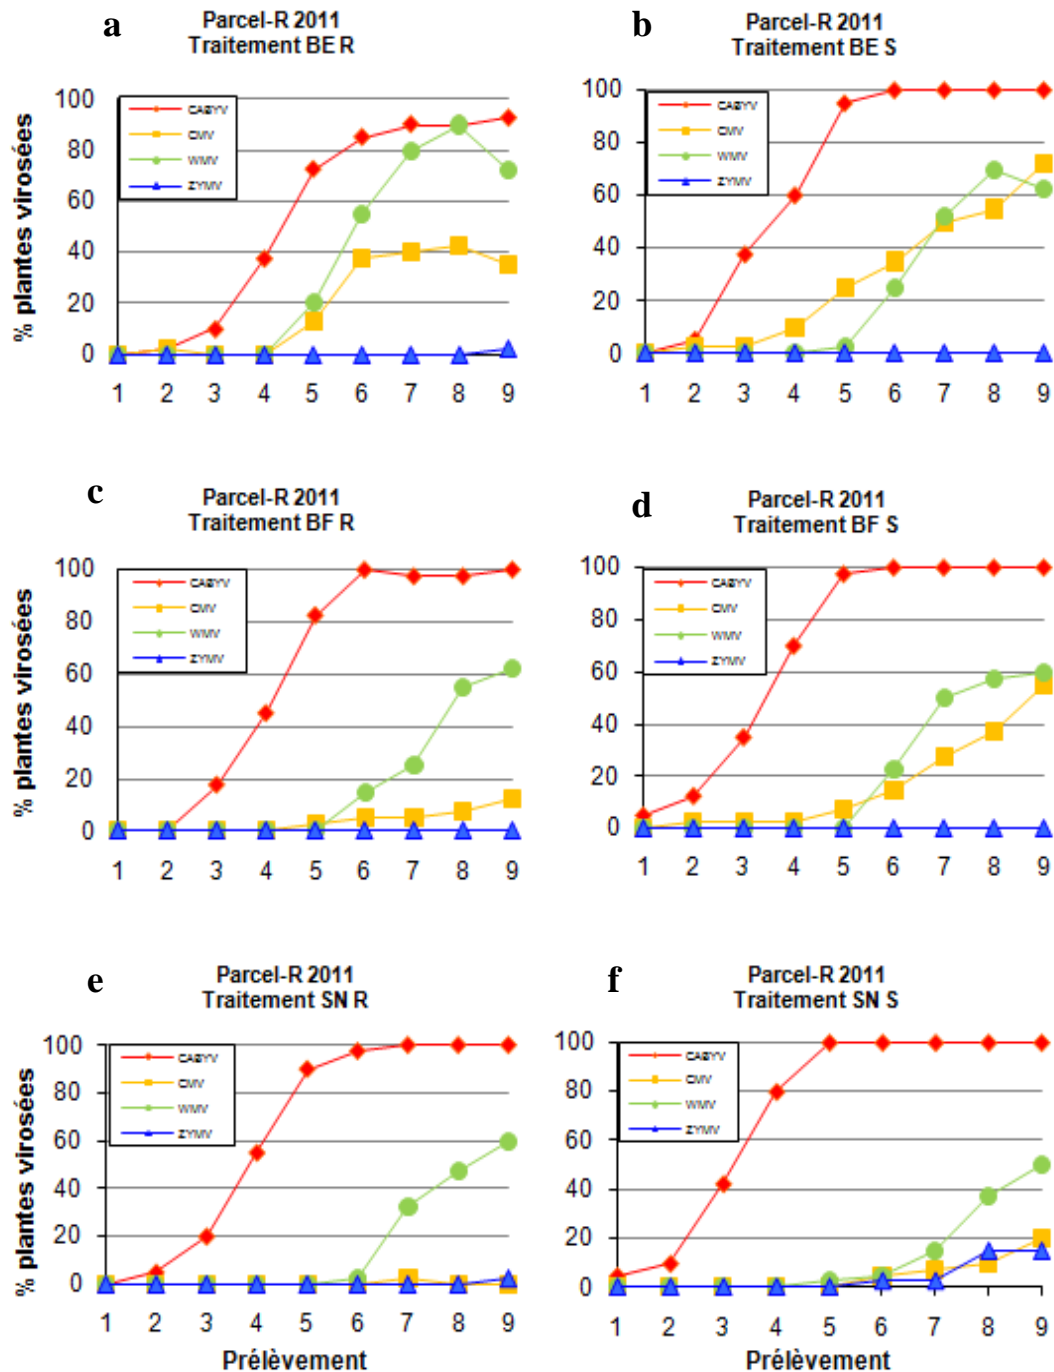 a
Parcel-R 2011
Traitement BE R
% plantes virosées
100
80
60
40
20
0
CABYV
CMV
WMV
ZYMV
1 2 3 4 5 6 7 8 9
b
Parcel-R 2011
Traitement BE S
100
80
60
40
20
0
CABYV
CMV
WMV
ZYMV
1 2 3 4 5 6 7 8 9
c
Parcel-R 2011
Traitement BF R
% plantes virosées
100
80
60
40
20
0
CABYV
CMV
WMV
ZYMV
1 2 3 4 5 6 7 8 9
d
Parcel-R 2011
Traitement BF S
100
80
60
40
20
0
CABYV
CMV
WMV
ZYMV
1 2 3 4 5 6 7 8 9
e
Parcel-R 2011
Traitement SN R
% plantes virosées
100
80
60
40
20
0
CABYV
CMV
WMV
ZYMV
1 2 3 4 5 6 7 8 9
Prélèvement
f
Parcel-R 2011
Traitement SN S
100
80
60
40
20
0
CABYV
CMV
WMV
ZYMV
1 2 3 4 5 6 7 8 9
Prélèvement